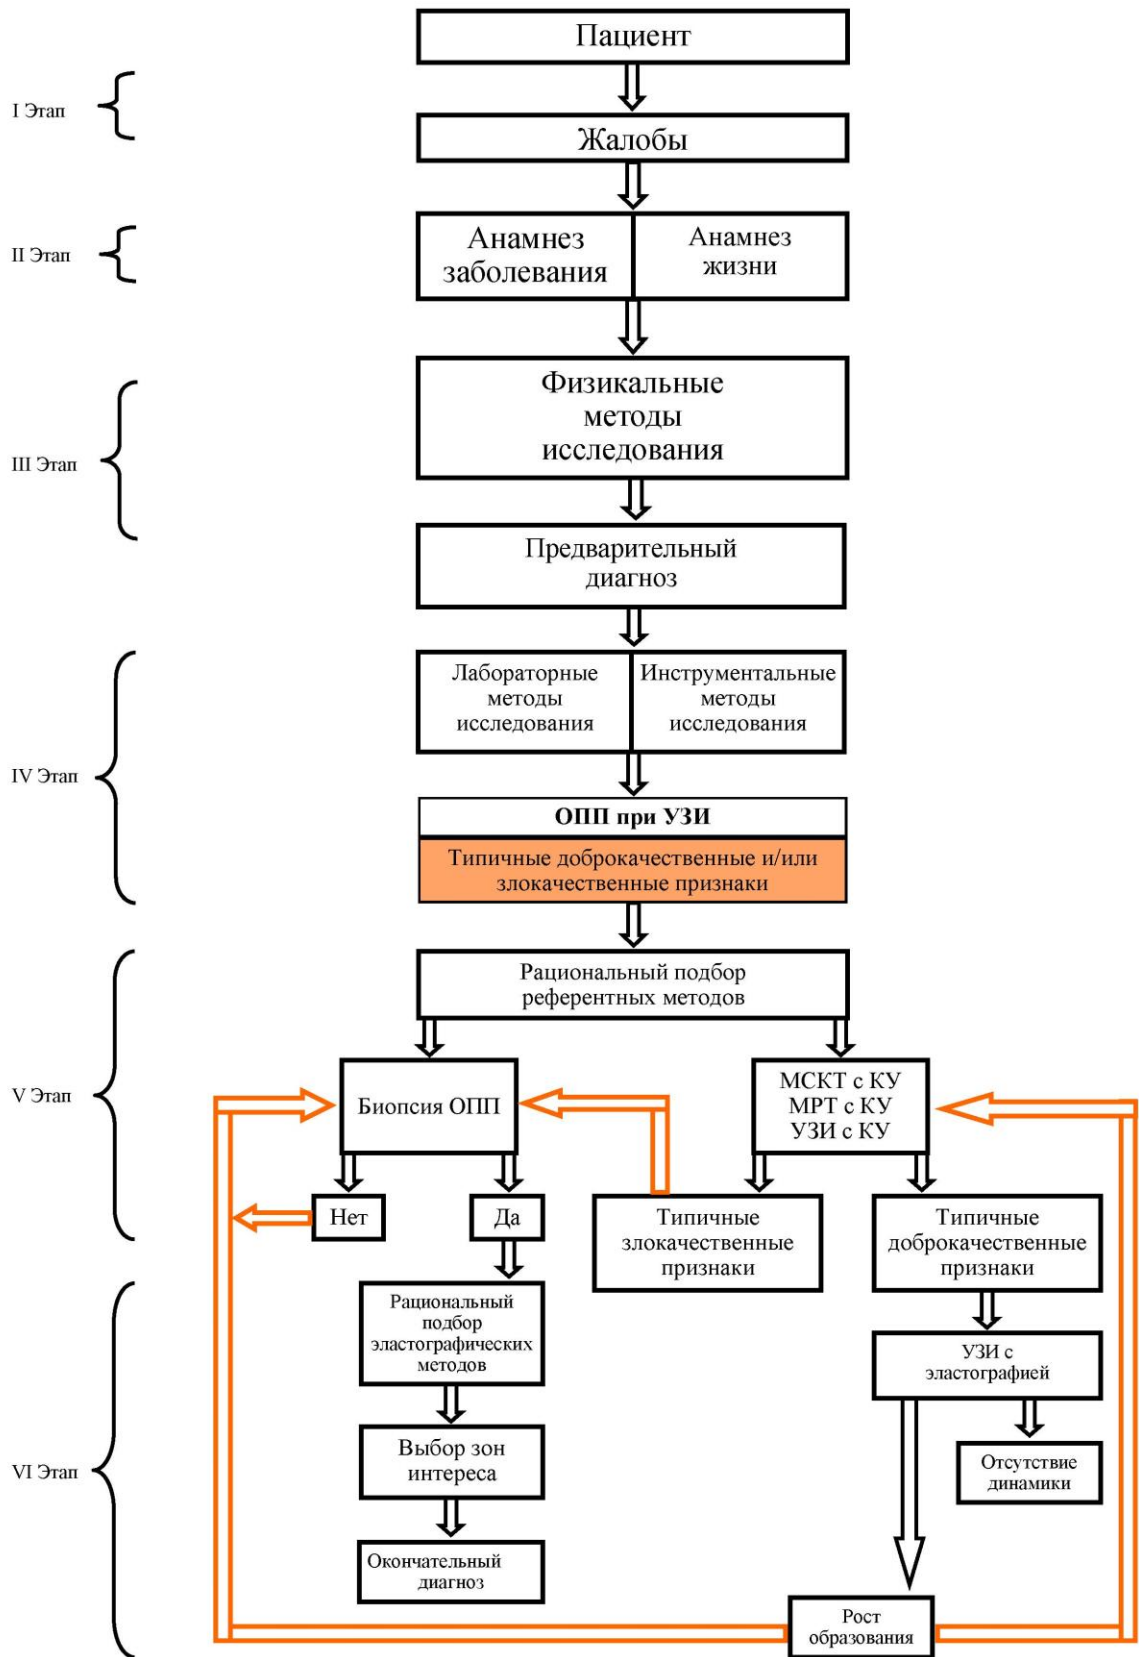 Пациент
I Этап
Жалобы
II Этап
Анамнез
заболевания
Анамнез
жизни
III Этап
Физикальные
методы
исследования
Предварительный
диагноз
IV Этап
Лабораторные
методы
исследования
Инструментальные
методы
исследования
ОПП при УЗИ
Типичные доброкачественные и/или
злокачественные признаки
V Этап
Рациональный подбор
референтных методов
Биопсия ОПП
МСКТ с КУ
МРТ с КУ
УЗИ с КУ
Нет
Да
Типичные
злокачественные
признаки
Типичные
доброкачественные
признаки
VI Этап
Рациональный
подбор
эластографических
методов
УЗИ с
эластографией
Выбор зон
интереса
Отсутствие
динамики
Окончательный
диагноз
Рост
образования